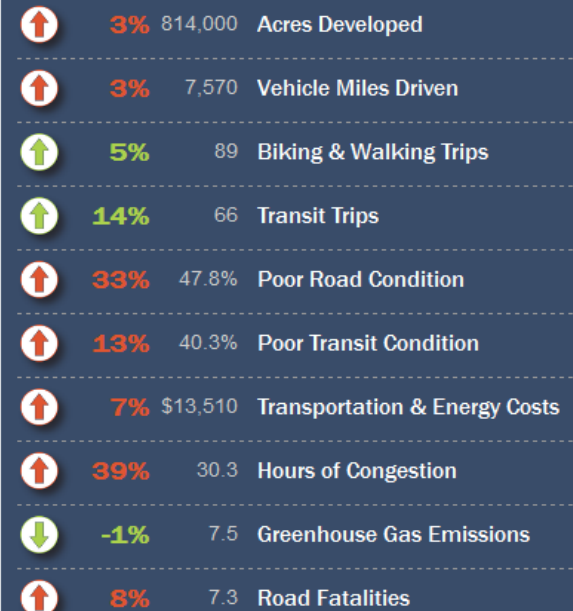 3% 814,000 Acres Developed
3% 7,570 Vehicle Miles Driven
5% 89 Biking & Walking Trips
14% 66 Transit Trips
33% 47.8% Poor Road Condition
13% 40.3% Poor Transit Condition
7% $13,510 Transportation & Energy Costs
39% 30.3 Hours of Congestion
-1% 7.5 Greenhouse Gas Emissions
8% 7.3 Road Fatalities